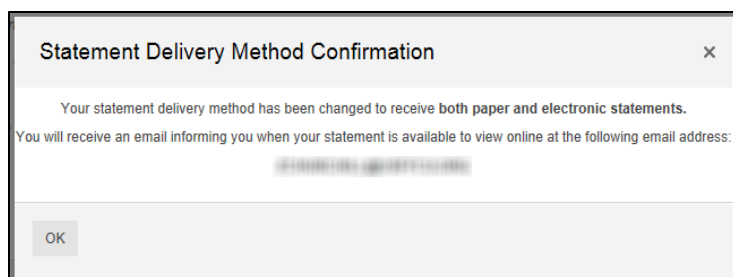 Statement Delivery Method Confirmation ×
Your statement delivery method has been changed to receive both paper and electronic statements.
You will receive an email informing you when your statement is available to view online at the following email address:
OK